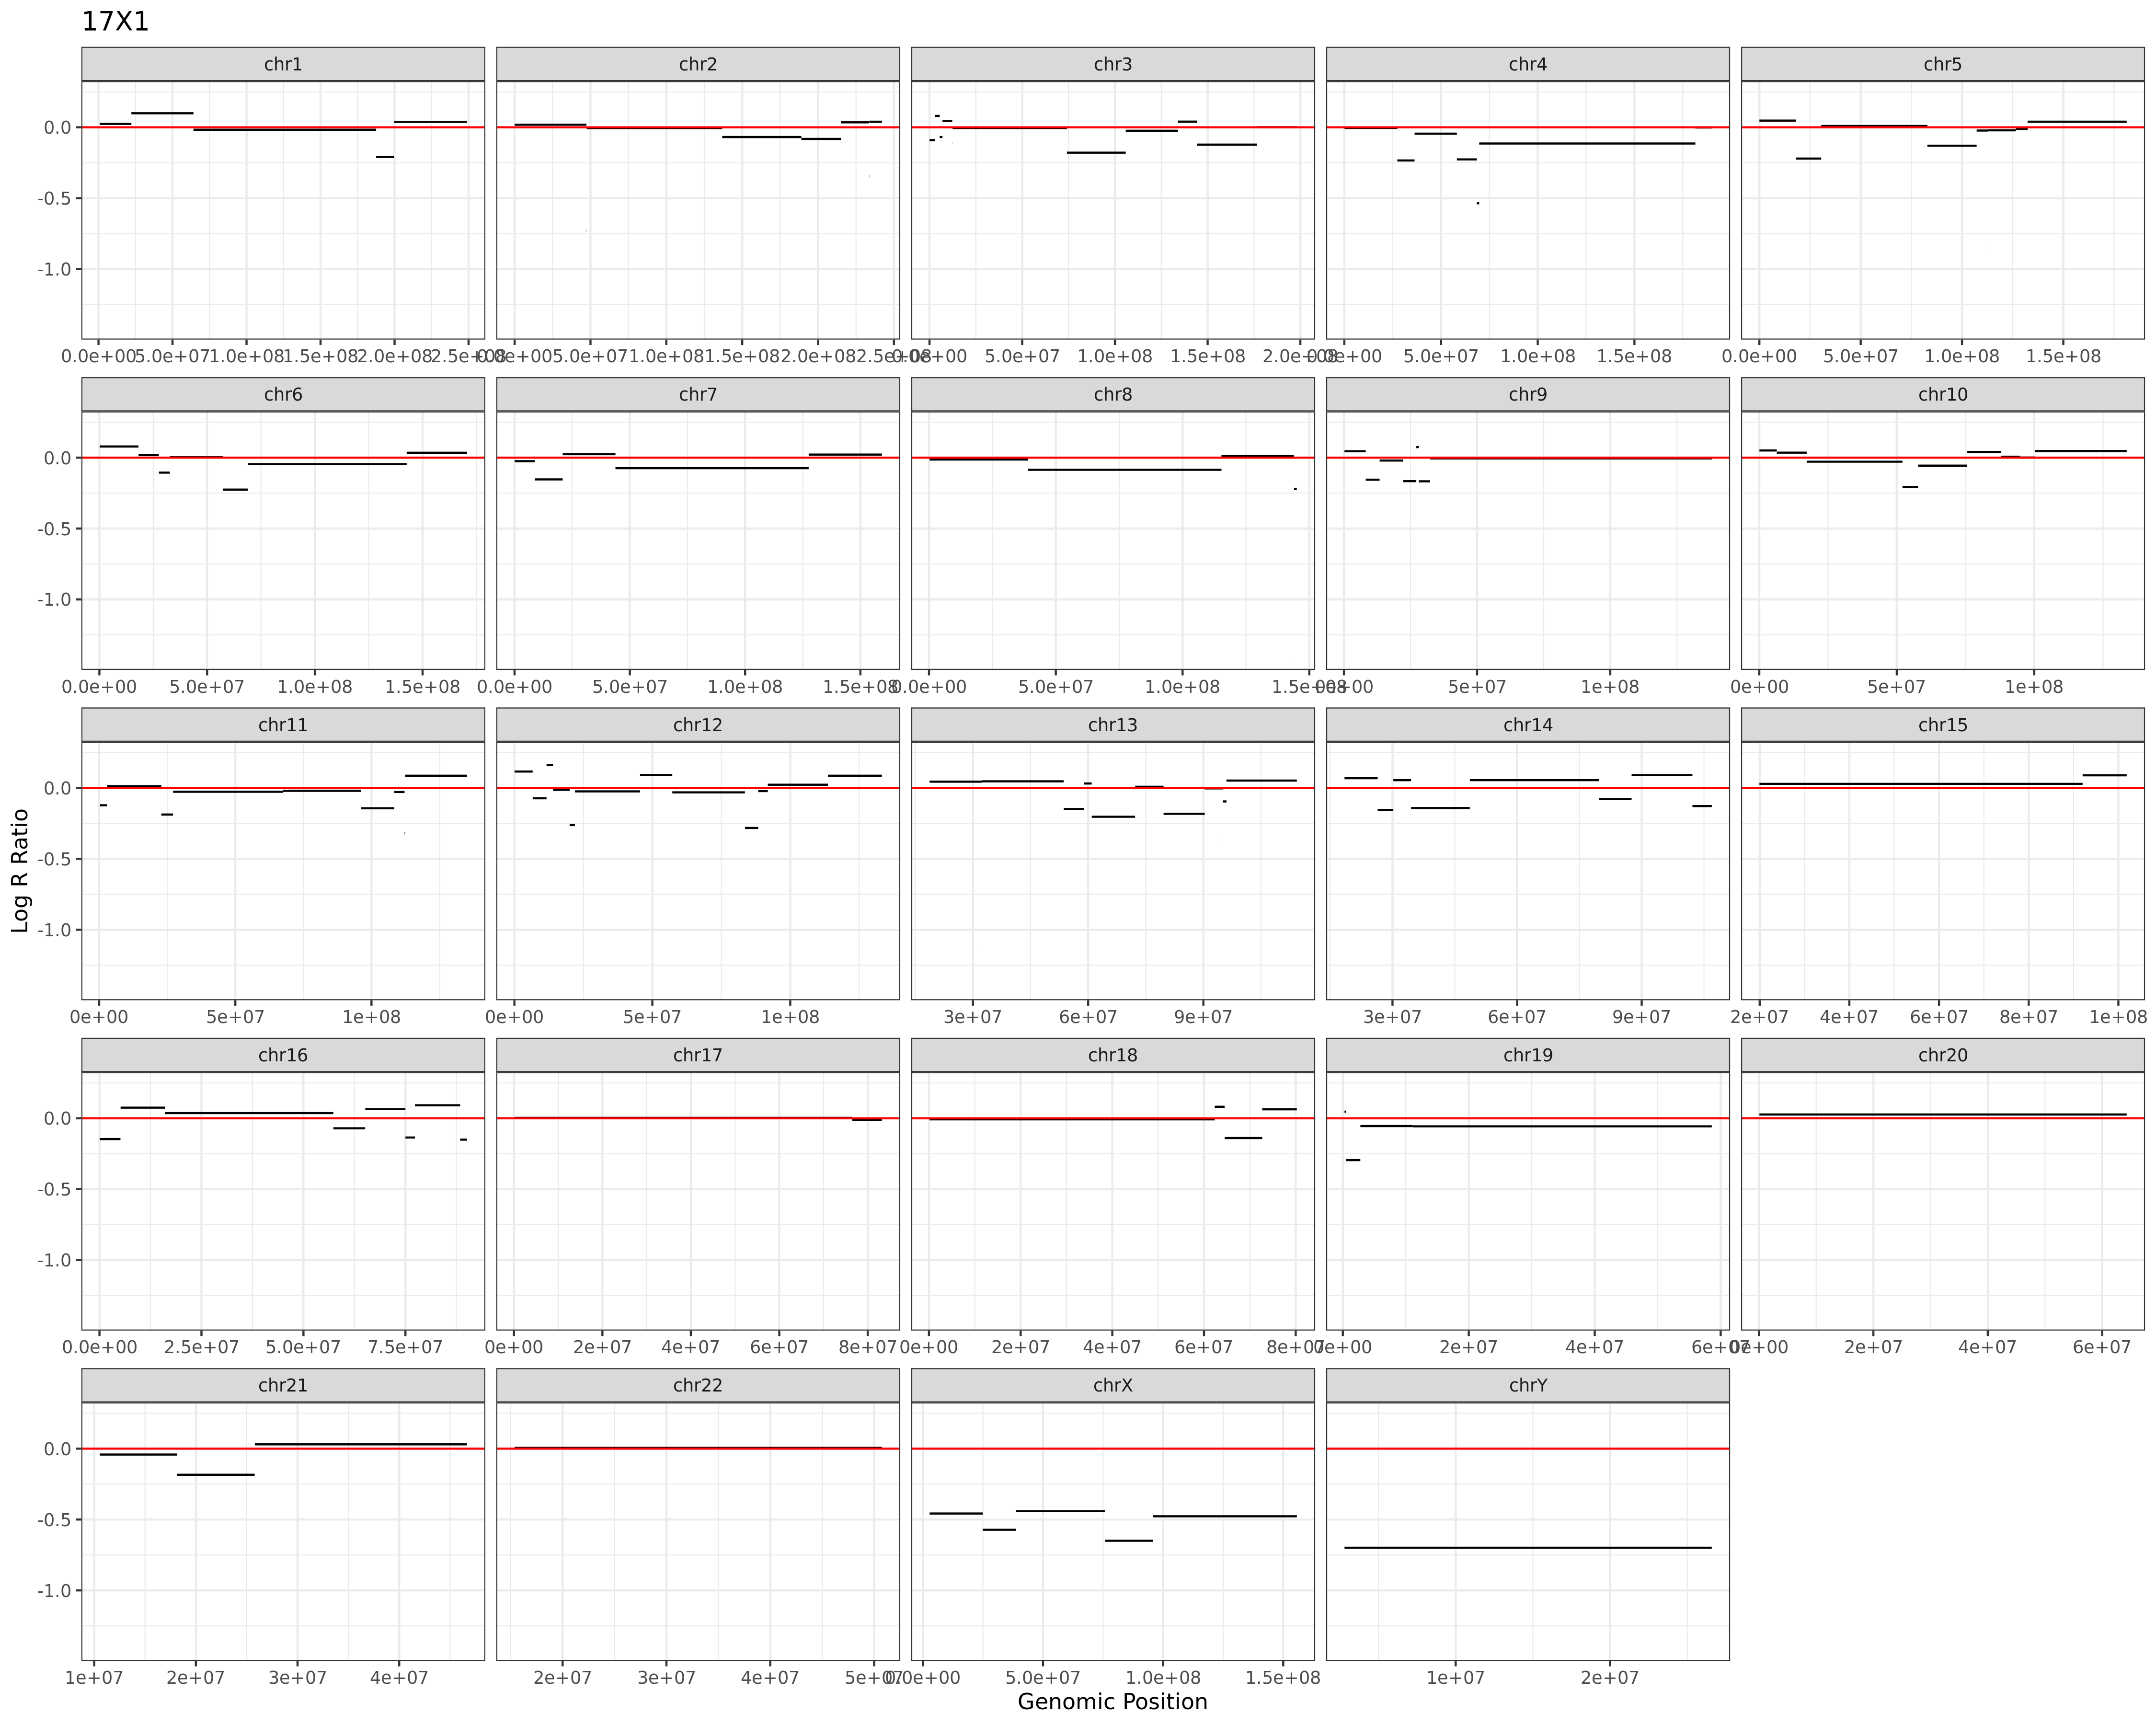 17X1
chr1 chr2 chr3 chr4 chr5
0.0
-0.5
-1.0
0.0e+00 5.0e+07 1.0e+08 1.5e+08 2.0e+08 2.5e+08 0.0e+00 5.0e+07 1.0e+08 1.5e+08 2.0e+08 2.5e+08 0.0e+00 5.0e+07 1.0e+08 1.5e+08 2.0e+08 0.0e+00 5.0e+07 1.0e+08 1.5e+08 0.0e+00 5.0e+07 1.0e+08 1.5e+08
chr6 chr7 chr8 chr9 chr10
0.0
-0.5
-1.0
0.0e+00 5.0e+07 1.0e+08 1.5e+08 0.0e+00 5.0e+07 1.0e+08 1.5e+08 0.0e+00 5.0e+07 1.0e+08 1.5e+08 0e+00 5e+07 1e+08 0e+00 5e+07 1e+08
chr11 chr12 chr13 chr14 chr15
0.0
-0.5
-1.0
Log R Ratio
0e+00 5e+07 1e+08 0e+00 5e+07 1e+08 3e+07 6e+07 9e+07 3e+07 6e+07 9e+07 2e+07 4e+07 6e+07 8e+07 1e+08
chr16 chr17 chr18 chr19 chr20
0.0
-0.5
-1.0
0.0e+00 2.5e+07 5.0e+07 7.5e+07 0e+00 2e+07 4e+07 6e+07 8e+07 0e+00 2e+07 4e+07 6e+07 8e+07 0e+00 2e+07 4e+07 6e+07 0e+00 2e+07 4e+07 6e+07
chr21 chr22 chrX chrY
0.0
-0.5
-1.0
1e+07 2e+07 3e+07 4e+07 2e+07 3e+07 4e+07 5e+07 0.0e+00 5.0e+07 1.0e+08 1.5e+08 1e+07 2e+07
Genomic Position